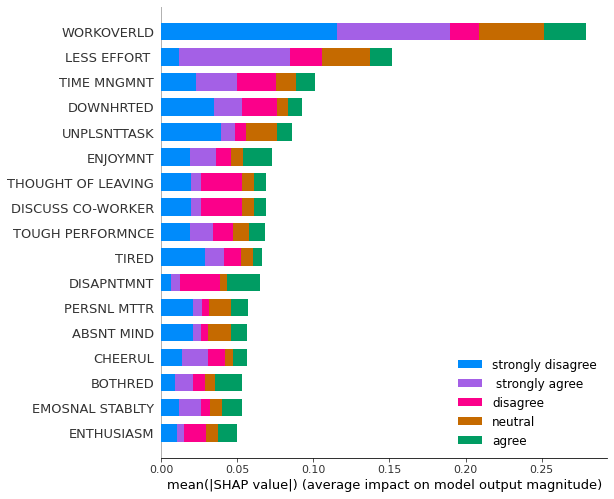 WORKOVERLD
LESS EFFORT
TIME MNGMNT
DOWNHRTED
UNPLSNTTASK
ENJOYMNT
THOUGHT OF LEAVING
DISCUSS CO-WORKER
TOUGH PERFORMNCE
TIRED
DISAPNTMNT
PERSNL MTTR
ABSNT MIND
CHEERUL
BOTHRED
EMOSNAL STABLTY
ENTHUSIASM
strongly disagree
strongly agree
disagree
neutral
agree
0.00 0.05 0.10 0.15 0.20 0.25
mean(|SHAP value|) (average impact on model output magnitude)